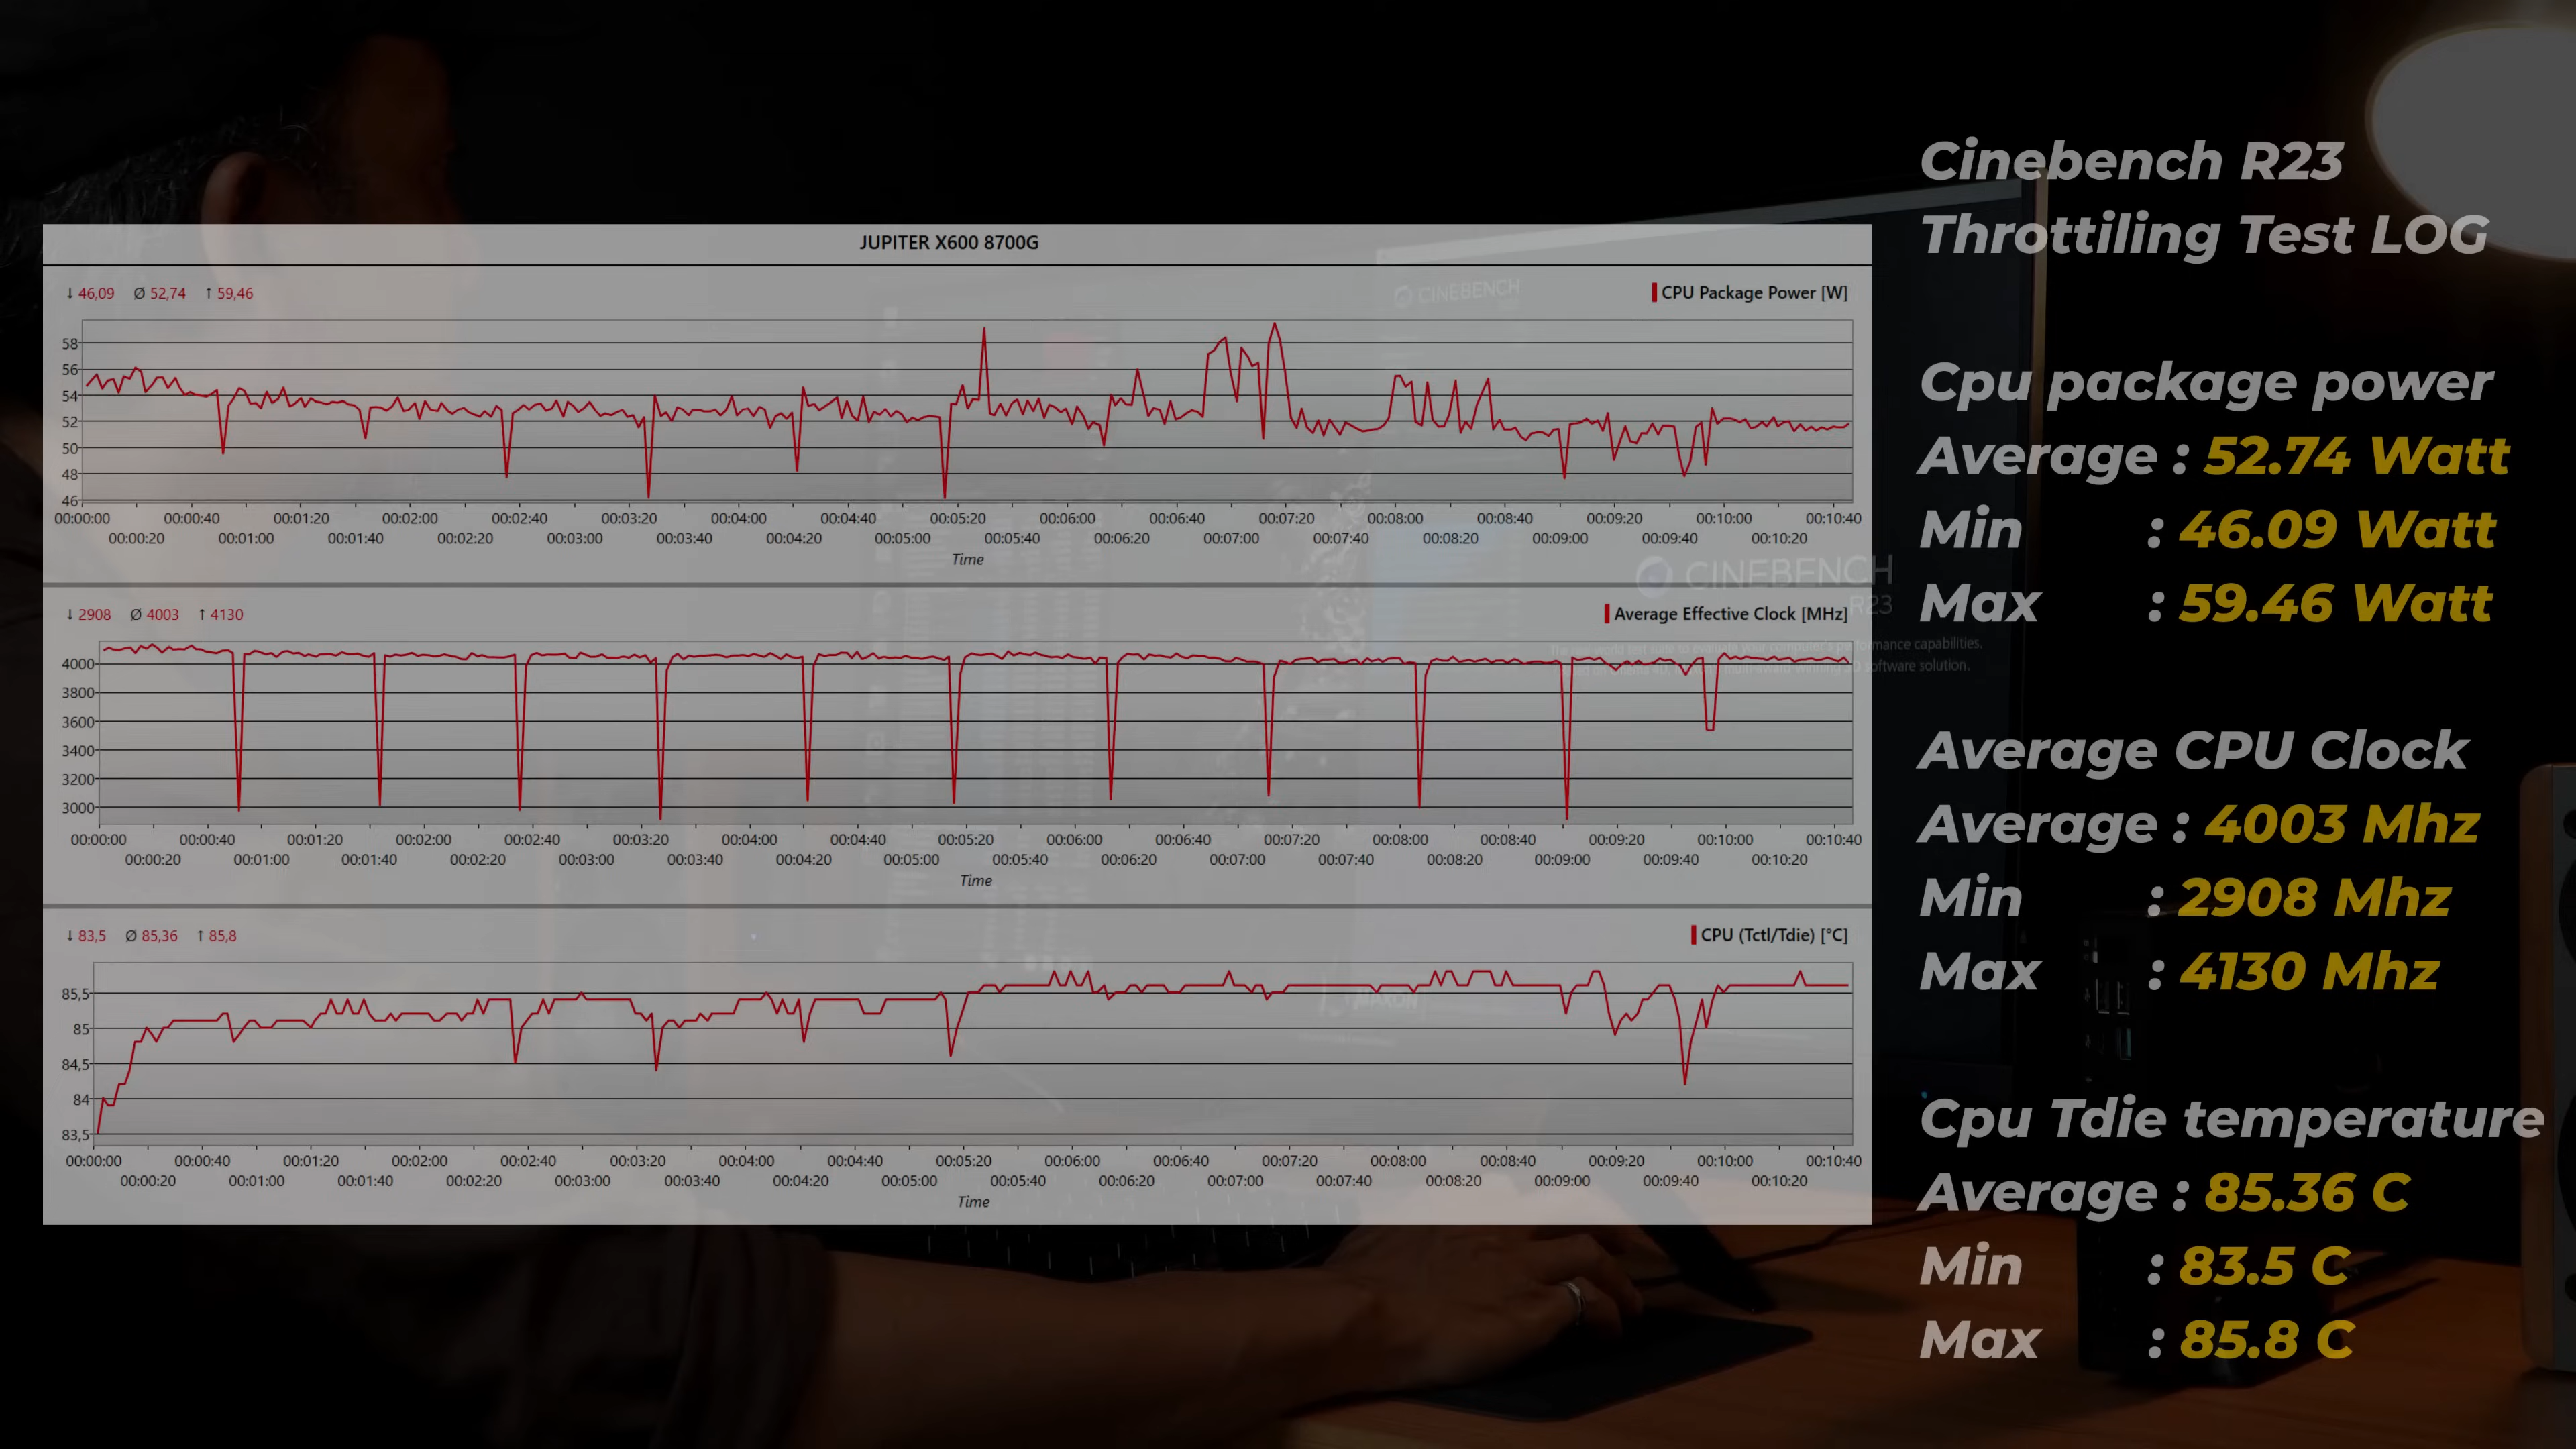 Cinebench R23
Throttiling Test LOG
JUPITER X600 8700G
↓ 46,09 Ø 52,74 ↑ 59,46
CPU Package Power [W]
58
56
54
52
50
48
46
00:00:00 00:00:40 00:01:20 00:02:00 00:02:40 00:03:20 00:04:00 00:04:40 00:05:20 00:06:00 00:06:40 00:07:20 00:08:00 00:08:40 00:09:20 00:10:00 00:10:40
00:00:20 00:01:00 00:01:40 00:02:20 00:03:00 00:03:40 00:04:20 00:05:00 00:05:40 00:06:20 00:07:00 00:07:40 00:08:20 00:09:00 00:09:40 00:10:20
Time
↓ 2908 Ø 4003 ↑ 4130
Average Effective Clock [MHz]
4000
3800
3600
3400
3200
3000
00:00:00 00:00:40 00:01:20 00:02:00 00:02:40 00:03:20 00:04:00 00:04:40 00:05:20 00:06:00 00:06:40 00:07:20 00:08:00 00:08:40 00:09:20 00:10:00 00:10:40
00:00:20 00:01:00 00:01:40 00:02:20 00:03:00 00:03:40 00:04:20 00:05:00 00:05:40 00:06:20 00:07:00 00:07:40 00:08:20 00:09:00 00:09:40 00:10:20
Time
↓ 83,5 Ø 85,36 ↑ 85,8
CPU (Tctl/Tdie) [°C]
85,5
85
84,5
84
83,5
00:00:00 00:00:40 00:01:20 00:02:00 00:02:40 00:03:20 00:04:00 00:04:40 00:05:20 00:06:00 00:06:40 00:07:20 00:08:00 00:08:40 00:09:20 00:10:00 00:10:40
00:00:20 00:01:00 00:01:40 00:02:20 00:03:00 00:03:40 00:04:20 00:05:00 00:05:40 00:06:20 00:07:00 00:07:40 00:08:20 00:09:00 00:09:40 00:10:20
Time
Cpu package power
Average : 52.74 Watt
Min : 46.09 Watt
Max : 59.46 Watt
Average CPU Clock
Average : 4003 Mhz
Min : 2908 Mhz
Max : 4130 Mhz
Cpu Tdie temperature
Average : 85.36 C
Min : 83.5 C
Max : 85.8 C
CINEBENCH
CINEBENCH
R23
performance capabilities.
software solution.
MAXON